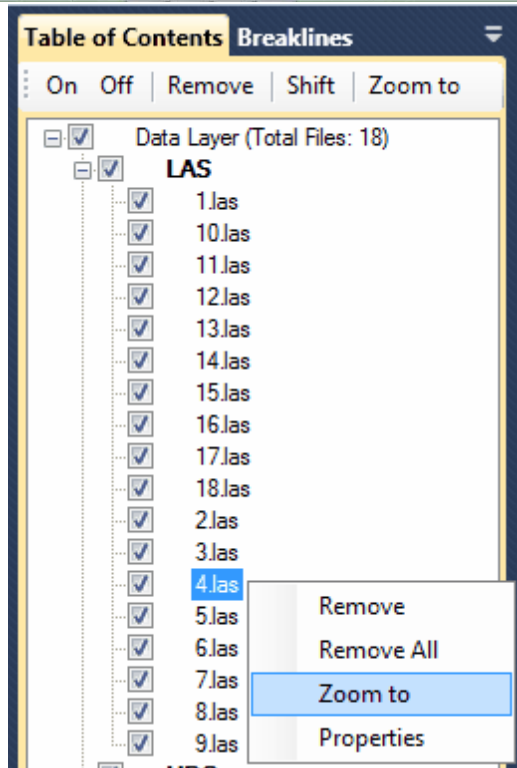 Table of Contents Breaklines
On Off Remove Shift Zoom to
Data Layer (Total Files: 18)
LAS
1.las
10.las
11.las
12.las
13.las
14.las
15.las
16.las
17.las
18.las
2.las
3.las
4.las
5.las
6.las
7.las
8.las
9.las
Remove
Remove All
Zoom to
Properties